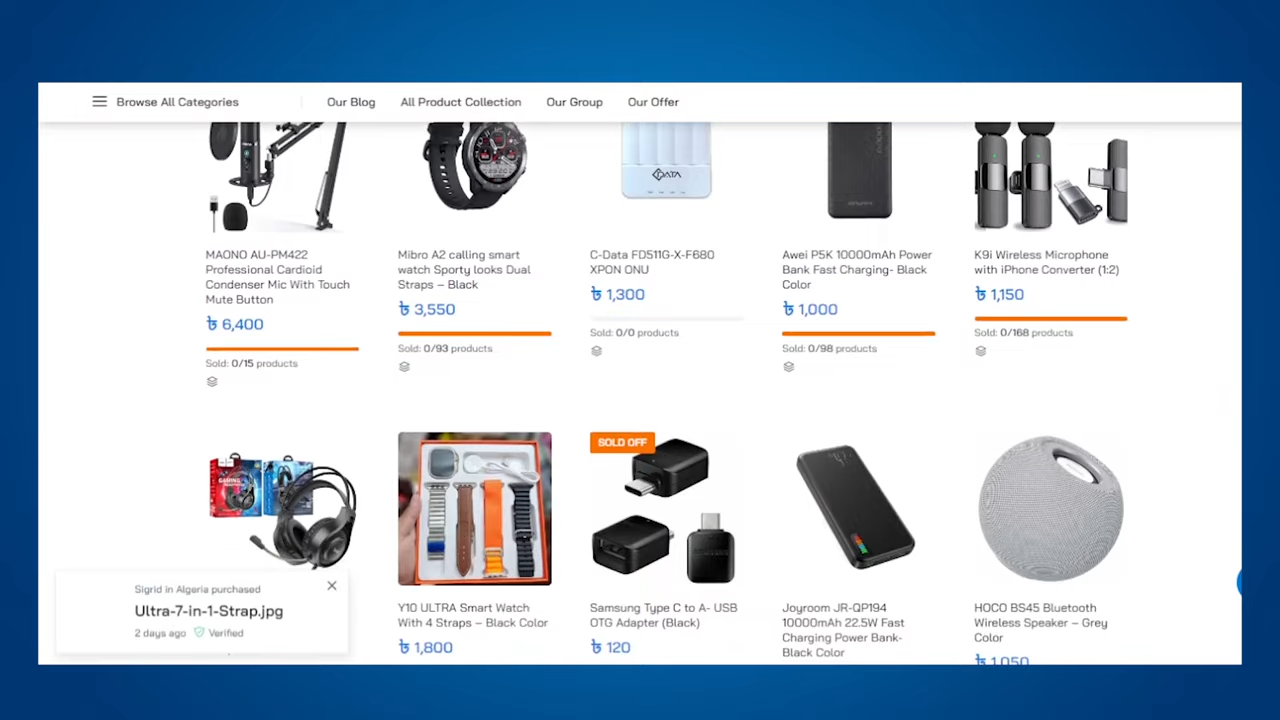 Browse All Categories
Our Blog
All Product Collection
Our Group
Our Offer
DATA
MAONO AU-PM422
Professional Cardioid
Condenser Mic With Touch
Mute Button
৳ 6,400
Sold: 0/15 products
Mibro A2 calling smart
watch Sporty looks Dual
Straps – Black
৳ 3,550
Sold: 0/93 products
C-Data FD511G-X-F680
XPON ONU
৳ 1,300
Sold: 0/0 products
Awei P5K 10000mAh Power
Bank Fast Charging- Black
Color
৳ 1,000
Sold: 0/98 products
K9i Wireless Microphone
with iPhone Converter (1:2)
৳ 1,150
Sold: 0/168 products
GAMING
SOLD OFF
Y10 ULTRA Smart Watch
With 4 Straps – Black Color
৳ 1,800
Samsung Type C to A- USB
OTG Adapter (Black)
৳ 120
Joyroom JR-QP194
10000mAh 22.5W Fast
Charging Power Bank-
Black Color
HOCO BS45 Bluetooth
Wireless Speaker – Grey
Color
৳ 1,050
Sigrid in Algeria purchased
Ultra-7-in-1-Strap.jpg
2 days ago
Verified